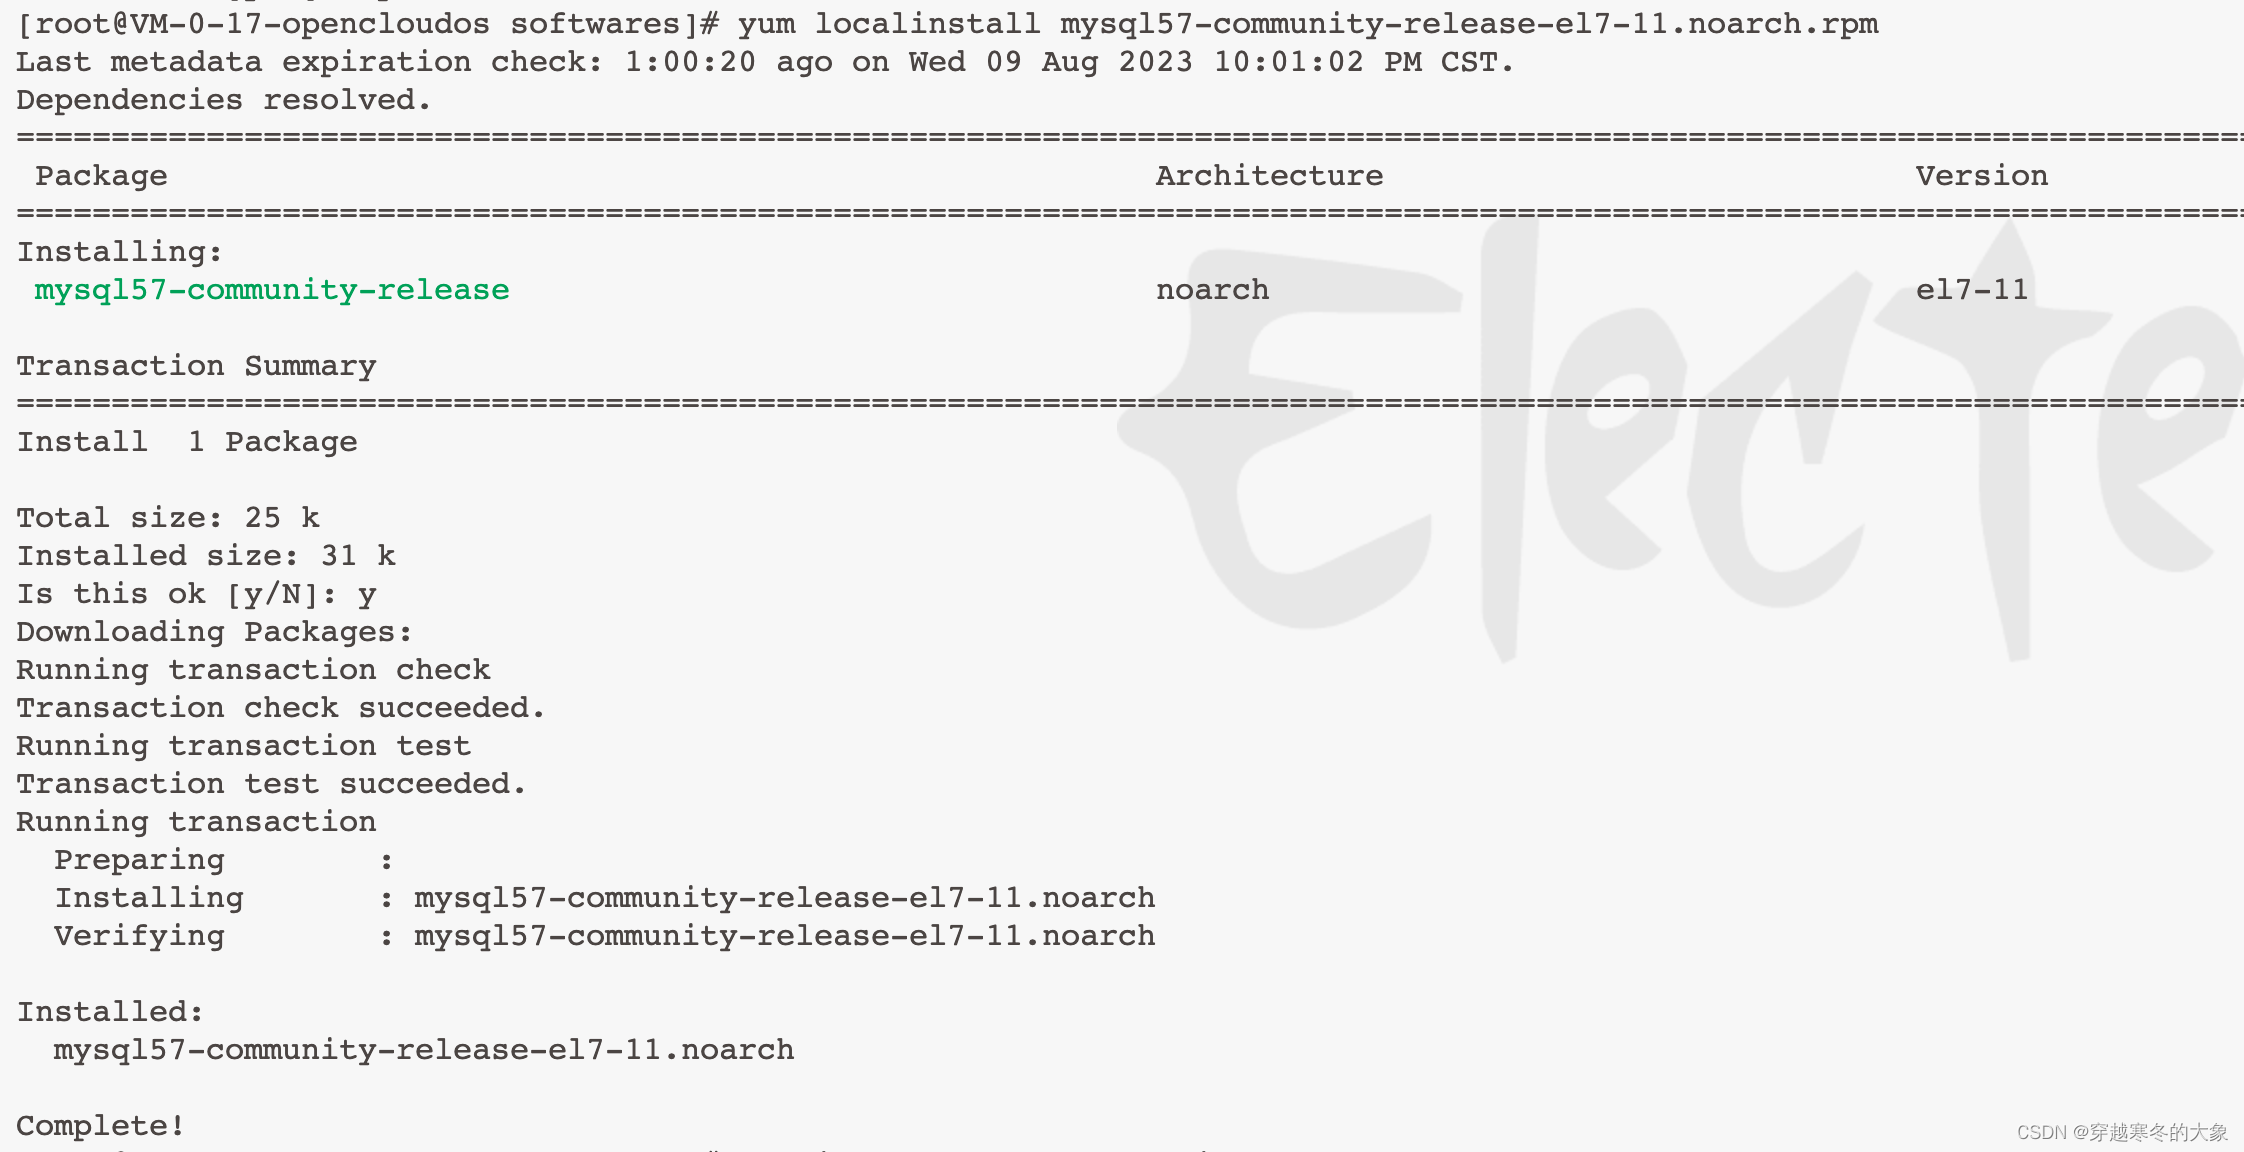 [root@VM-0-17-opencloudos softwares]# yum localinstall mysql57-community-release-el7-11.noarch.rpm
Last metadata expiration check: 1:00:20 ago on Wed 09 Aug 2023 10:01:02 PM CST.
Dependencies resolved.
================================================================================
Package Architecture Version
================================================================================
Installing:
mysql57-community-release noarch el7-11
Transaction Summary
================================================================================
Install  1 Package
Total size: 25 k
Installed size: 31 k
Is this ok [y/N]: y
Downloading Packages:
Running transaction check
Transaction check succeeded.
Running transaction test
Transaction test succeeded.
Running transaction
Preparing        :
Installing       : mysql57-community-release-el7-11.noarch
Verifying        : mysql57-community-release-el7-11.noarch
Installed:
mysql57-community-release-el7-11.noarch
Complete!
Electe
CSDN @穿越寒冬的大象